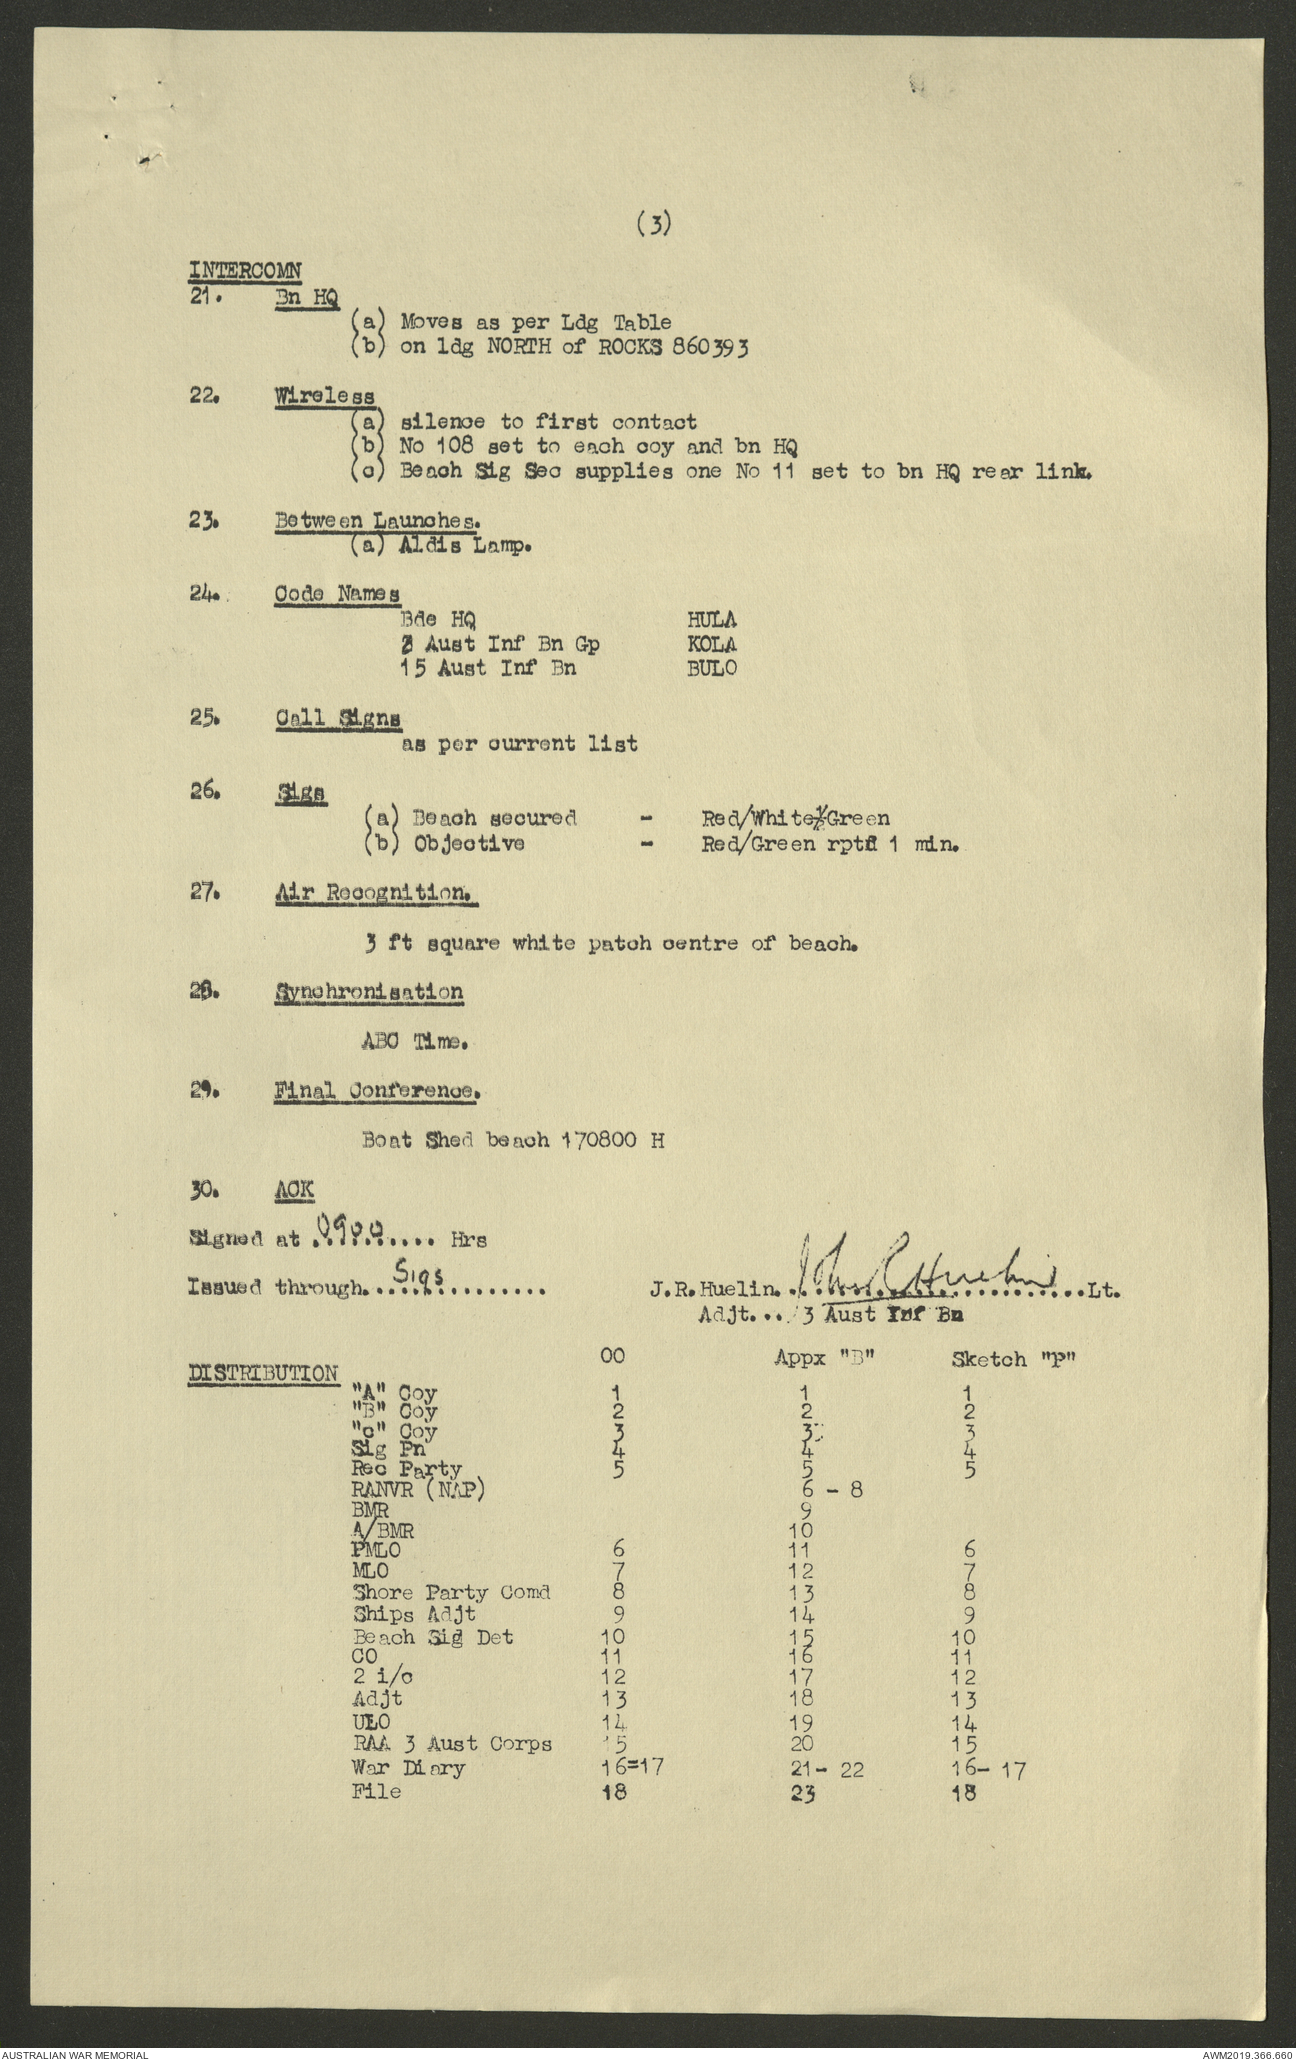 (3)
INTERCOMN
21. Bn HQ
(a) Moves as per Ldg Table
(b) on ldg NORTH of ROCKS 860393
22. Wireless
(a) silence to first contact
(b) No 108 set to each coy and bn HQ
(c) Beach Sig Sec supplies one No 11 set to bn HQ rear link.
23. Between Launches.
(a) Aldis Lamp.
24. Code Names
Bde HQ HULA
3 Aust Inf Bn Gp KOLA
15 Aust Inf Bn BULO
25. Call Signs
as per current list
26. Sigs
(a) Beach secured - Red/White/Green
(b) Objective - Red/Green rptd 1 min.
27. Air Recognition.
3 ft square white patch centre of beach.
28. Synchronisation
ABC Time.
29. Final Conference.
Boat Shed beach 170800 H
30. ACK
Signed at 0900 .......... Hrs
Issued through Sigs ...............
J.R.Huelin. John R Huelin ........................Lt.
Adjt... 3 Aust Inf Bn
OO Appx "B" Sketch "P"
DISTRIBUTION
"A" Coy 1 1 1
"B" Coy 2 2 2
"c" Coy 3 3 3
Sig Pn 4 4 4
Rec Party 5 5 5
RANVR (NAP) 6 - 8
BMR 9
A/BMR 10
PMLO 6 11 6
MLO 7 12 7
Shore Party Comd 8 13 8
Ships Adjt 9 14 9
Beach Sig Det 10 15 10
CO 11 16 11
2 i/c 12 17 12
Adjt 13 18 13
ULO 14 19 14
RAA 3 Aust Corps 15 20 15
War Diary 16=17 21- 22 16- 17
File 18 23 18
AUSTRALIAN WAR MEMORIAL AWM2019.366.660